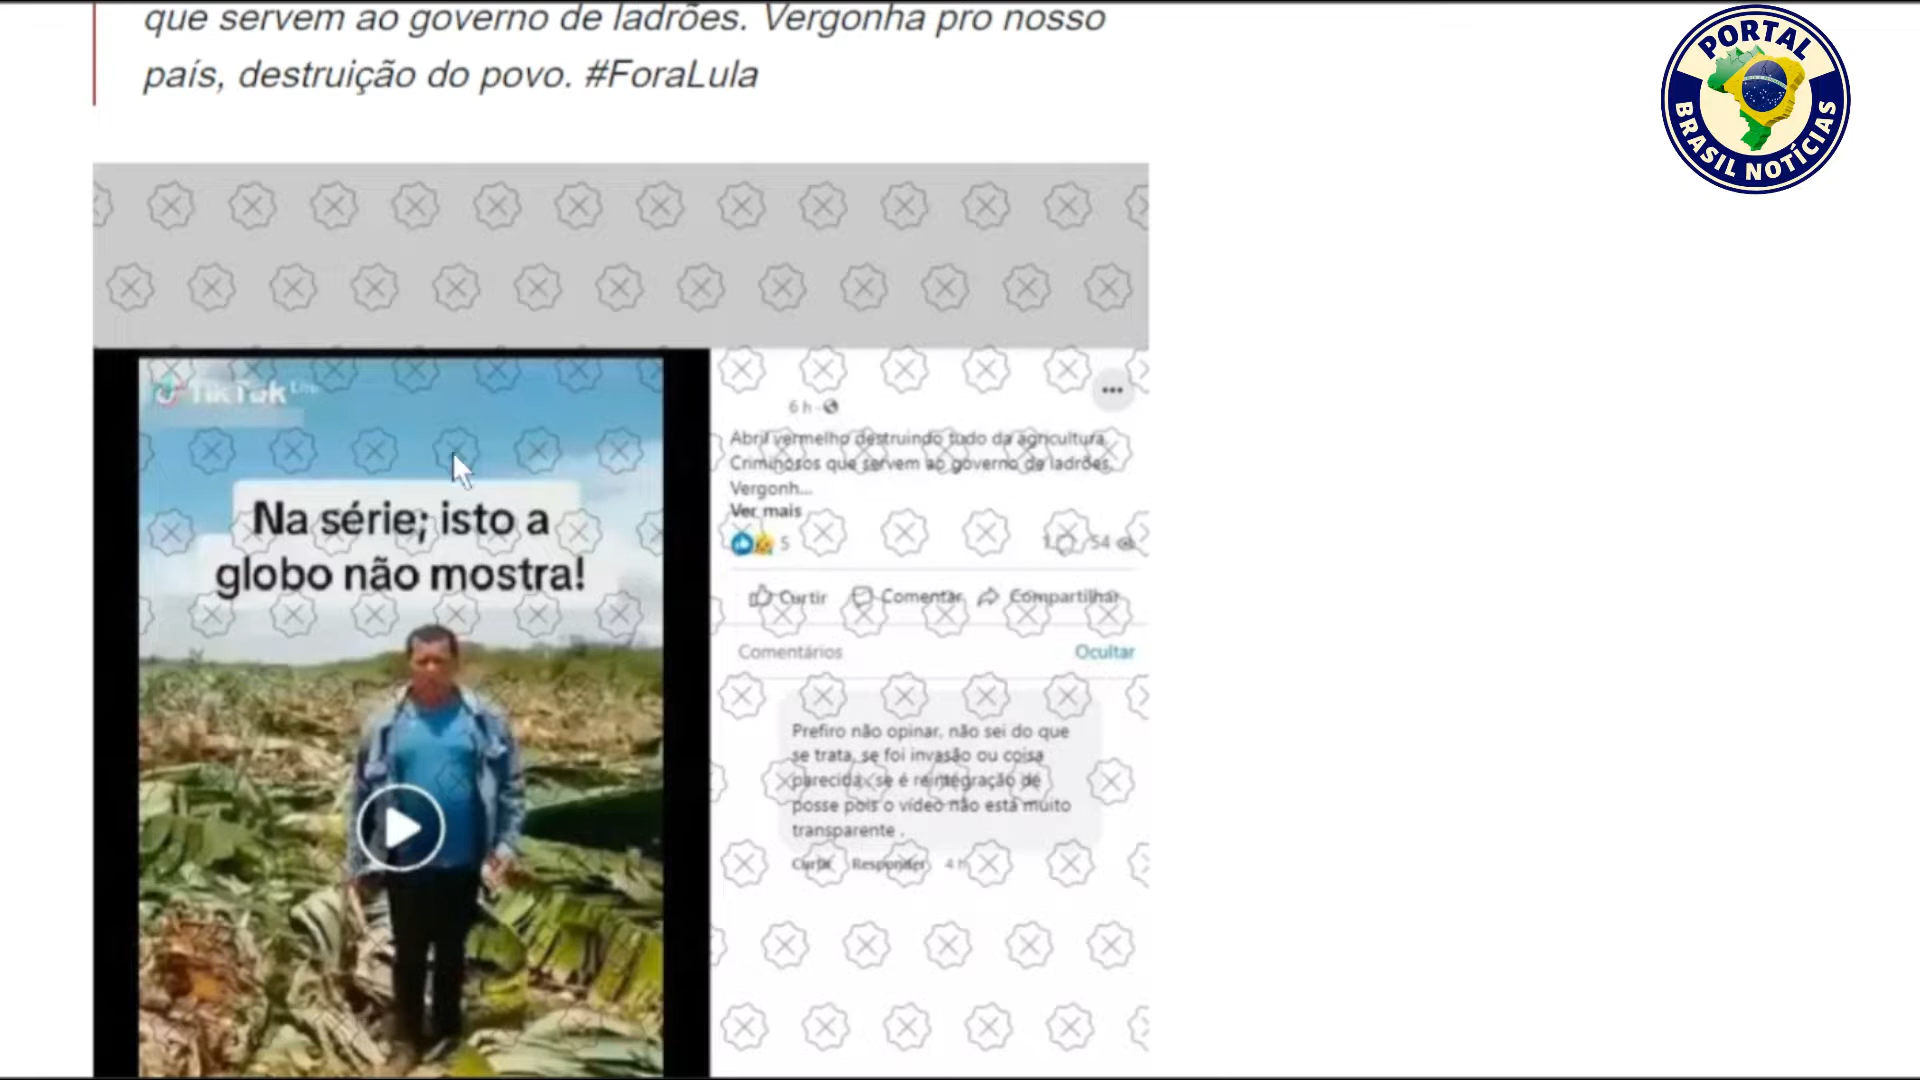 que servem ao governo de ladrões. Vergonha pro nosso
país, destruição do povo. #ForaLula
PORTAL
BRASIL NOTÍCIAS
TikTok Lite
Na série; isto a
globo não mostra!
6 h
Abril vermelho destruindo tudo da agricultura.
Criminosos que servem ao governo de ladrões.
Vergonh...
Ver mais
5
1
54
Curtir Comentar Compartilhar
Comentários
Ocultar
Prefiro não opinar, não sei do que
se trata, se foi invasão ou coisa
parecida, se é reintegração de
posse pois o vídeo não está muito
transparente .
Curtir Responder 4 h